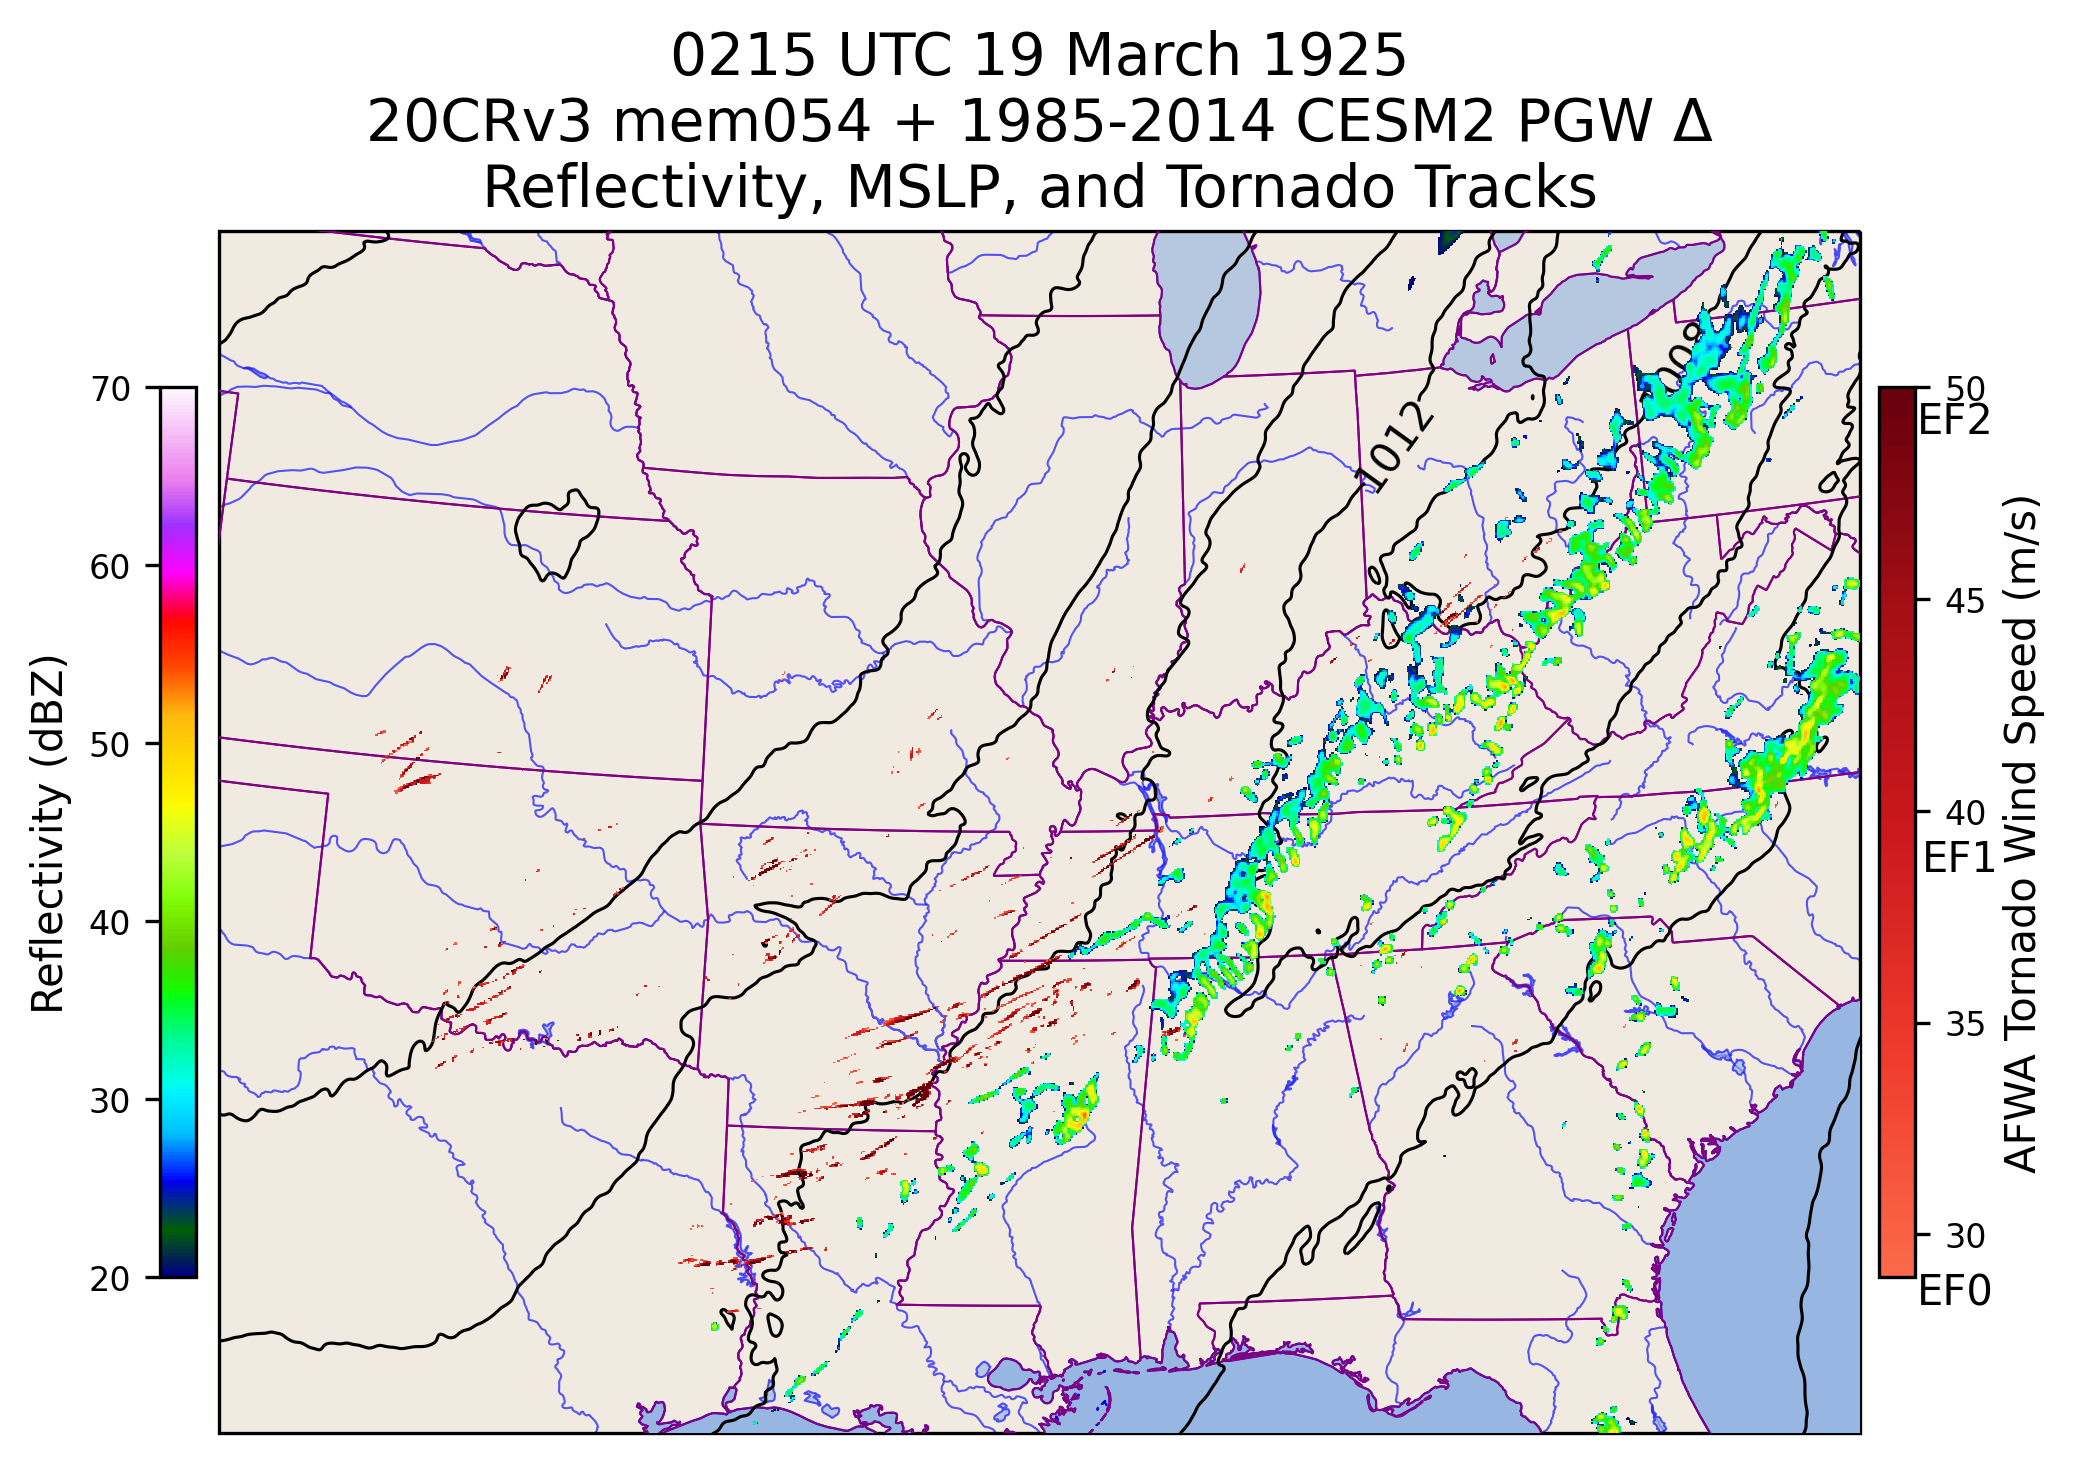 0215 UTC 19 March 1925
20CRv3 mem054 + 1985-2014 CESM2 PGW Δ
Reflectivity, MSLP, and Tornado Tracks
Reflectivity (dBZ)
70
60
50
40
30
20
1012
50
EF2
45
40
EF1
35
30
EF0
AFWA Tornado Wind Speed (m/s)